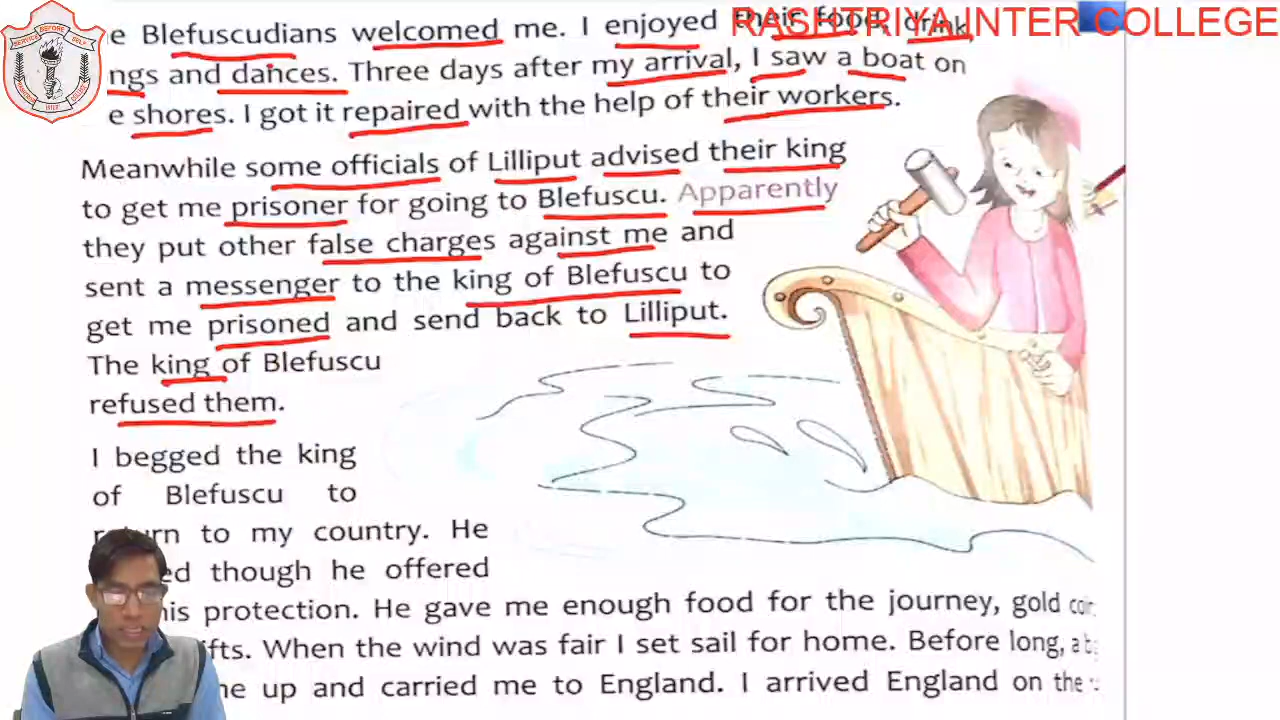 RASHTRIYA INTER COLLEGE
e Blefuscudians welcomed me. I enjoyed their food, drink,
ngs and dances. Three days after my arrival, I saw a boat on
e shores. I got it repaired with the help of their workers.
Meanwhile some officials of Lilliput advised their king
to get me prisoner for going to Blefuscu. Apparently
they put other false charges against me and
sent a messenger to the king of Blefuscu to
get me prisoned and send back to Lilliput.
The king of Blefuscu
refused them.
I begged the king
of Blefuscu to
return to my country. He
ed though he offered
his protection. He gave me enough food for the journey, gold
ifts. When the wind was fair I set sail for home. Before long, a
me up and carried me to England. I arrived England on the